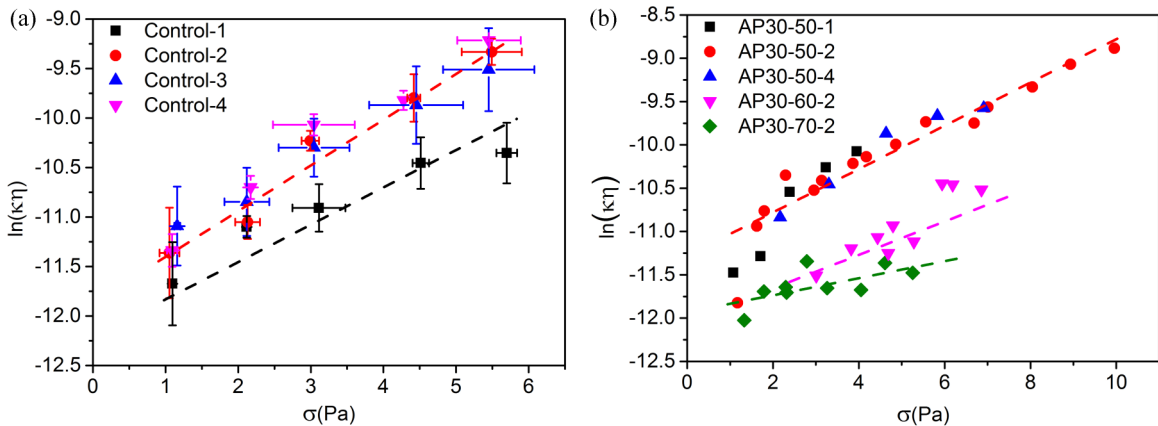 (a)
-9.0
-9.5
-10.0
-10.5
-11.0
-11.5
-12.0
-12.5
ln(κη)
Control-1
Control-2
Control-3
Control-4
0 1 2 3 4 5 6
σ(Pa)
(b)
-8.5
-9.0
-9.5
-10.0
-10.5
-11.0
-11.5
-12.0
-12.5
ln(κη)
AP30-50-1
AP30-50-2
AP30-50-4
AP30-60-2
AP30-70-2
0 2 4 6 8 10
σ(Pa)